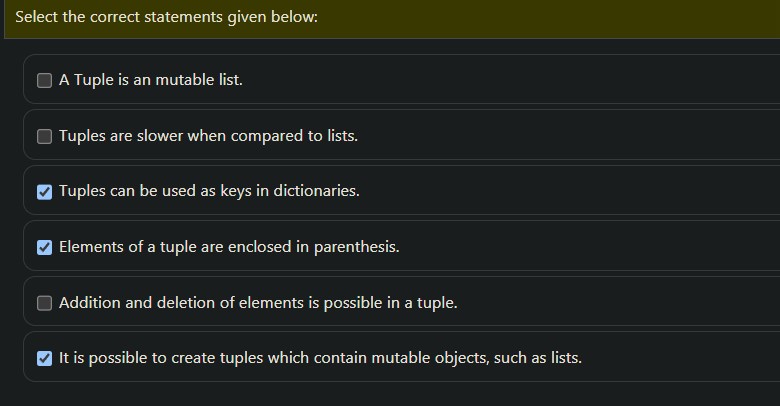 Select the correct statements given below:
A Tuple is an mutable list.
Tuples are slower when compared to lists.
Tuples can be used as keys in dictionaries.
Elements of a tuple are enclosed in parenthesis.
Addition and deletion of elements is possible in a tuple.
It is possible to create tuples which contain mutable objects, such as lists.